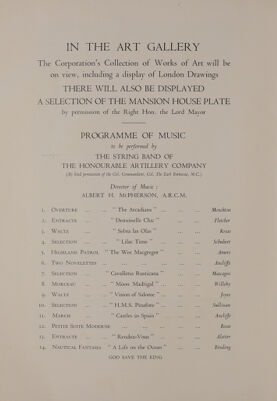 IN THE ART GALLERY
The Corporation's Collection of Works of Art will be
on view, including a display of London Drawings
THERE WILL ALSO BE DISPLAYED
A SELECTION OF THE MANSION HOUSE PLATE
by permission of the Right Hon. the Lord Mayor
PROGRAMME OF MUSIC
to be performed by
THE STRING BAND OF
THE HONOURABLE ARTILLERY COMPANY
(By kind permission of the Col. Commandant, Col. The Earl Fortescue, M.C.)
Director of Music:
ALBERT H. McPHERSON, A.R.C.M.
1. OVERTURE ... ... "The Arcadians" ... ... Monckton
2. ENTR'ACTE ... ... "Demoiselle Chic" ... ... Fletcher
3. WALTZ ... ... "Sobra las Olas" ... ... Rosas
4. SELECTION ... ... "Lilac Time" ... ... Schubert
5. HIGHLAND PATROL "The Wee Macgregor" ... Amers
6. TWO NOVELETTES ... ... Ancliffe
7. SELECTION ... "Cavalleria Rusticana" ... Mascagni
8. MORCEAU ... "Moon Madrigal" ... ... Willeby
9. WALTZ ... ... "Vision of Salome" ... ... Joyce
10. SELECTION ... ... "H.M.S. Pinafore" ... ... Sullivan
11. MARCH ... ... "Castles in Spain" ... ... Ancliffe
12. PETITE SUITE MODERNE ... ... Rosse
13. ENTR'ACTE ... ... "Rendez-Vous" ... ... Aletter
14. NAUTICAL FANTASIA "A Life on the Ocean" ... Binding
GOD SAVE THE KING